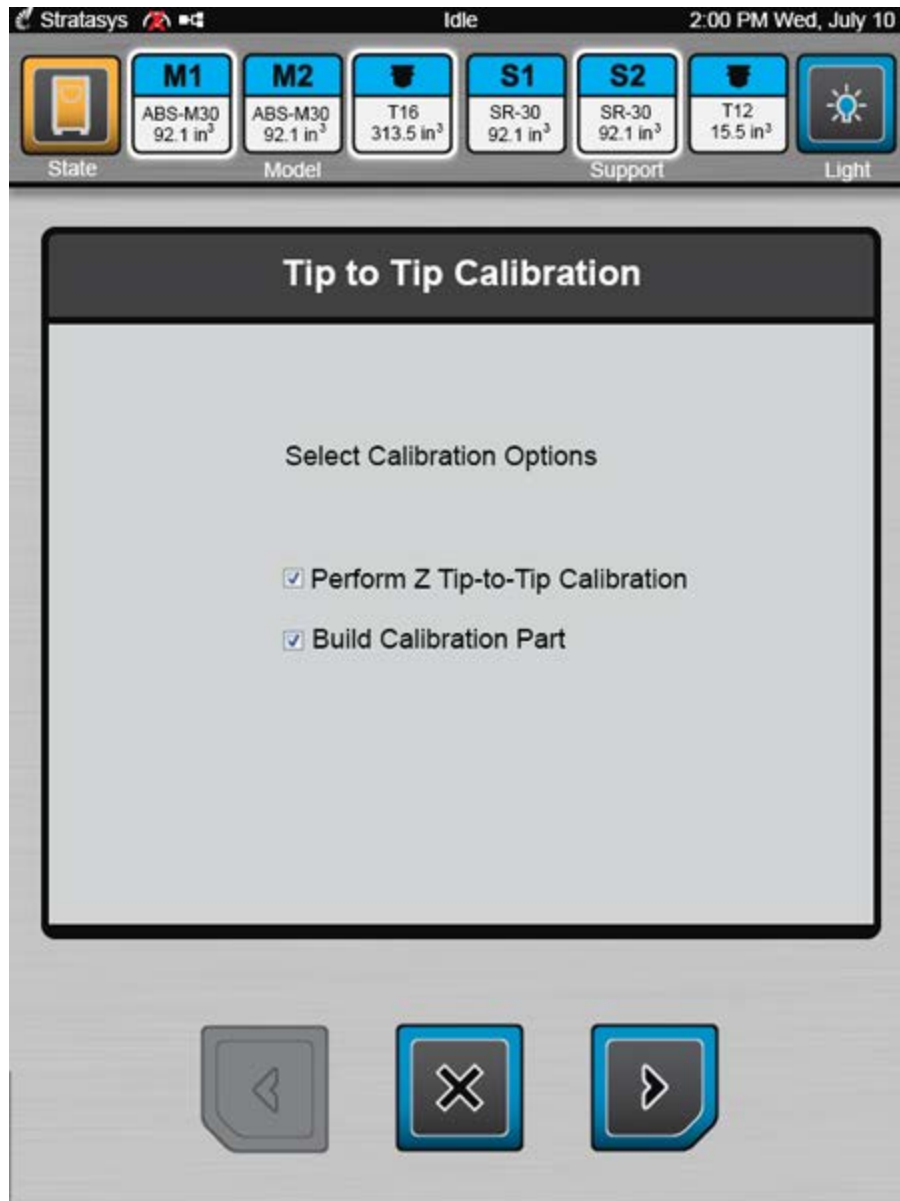 Stratasys Idle 2:00 PM Wed, July 10
M1 M2 S1 S2
ABS-M30 ABS-M30 T16 SR-30 SR-30 T12
92.1 in³ 92.1 in³ 313.5 in³ 92.1 in³ 92.1 in³ 15.5 in³
State Model Support Light
Tip to Tip Calibration
Select Calibration Options
Perform Z Tip-to-Tip Calibration
Build Calibration Part